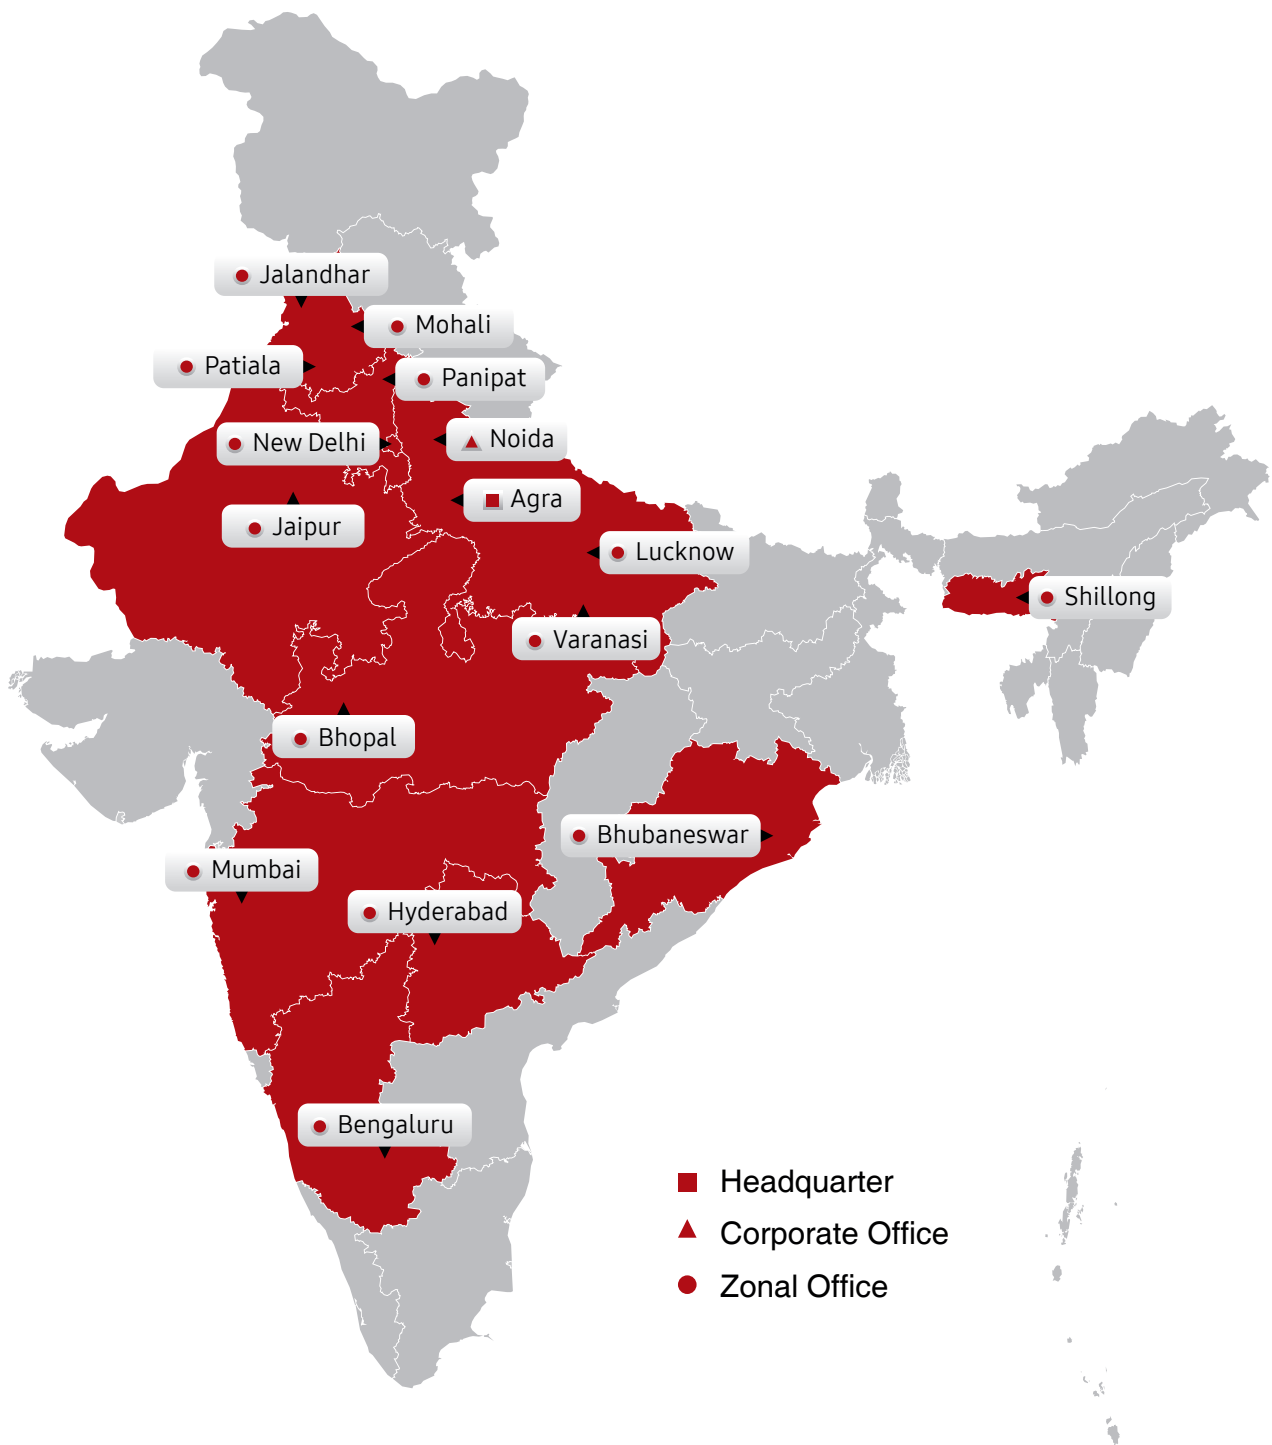 Jalandhar
Mohali
Patiala
Panipat
New Delhi
Noida
Agra
Jaipur
Lucknow
Shillong
Varanasi
Bhopal
Bhubaneswar
Mumbai
Hyderabad
Bengaluru
Headquarter
Corporate Office
Zonal Office